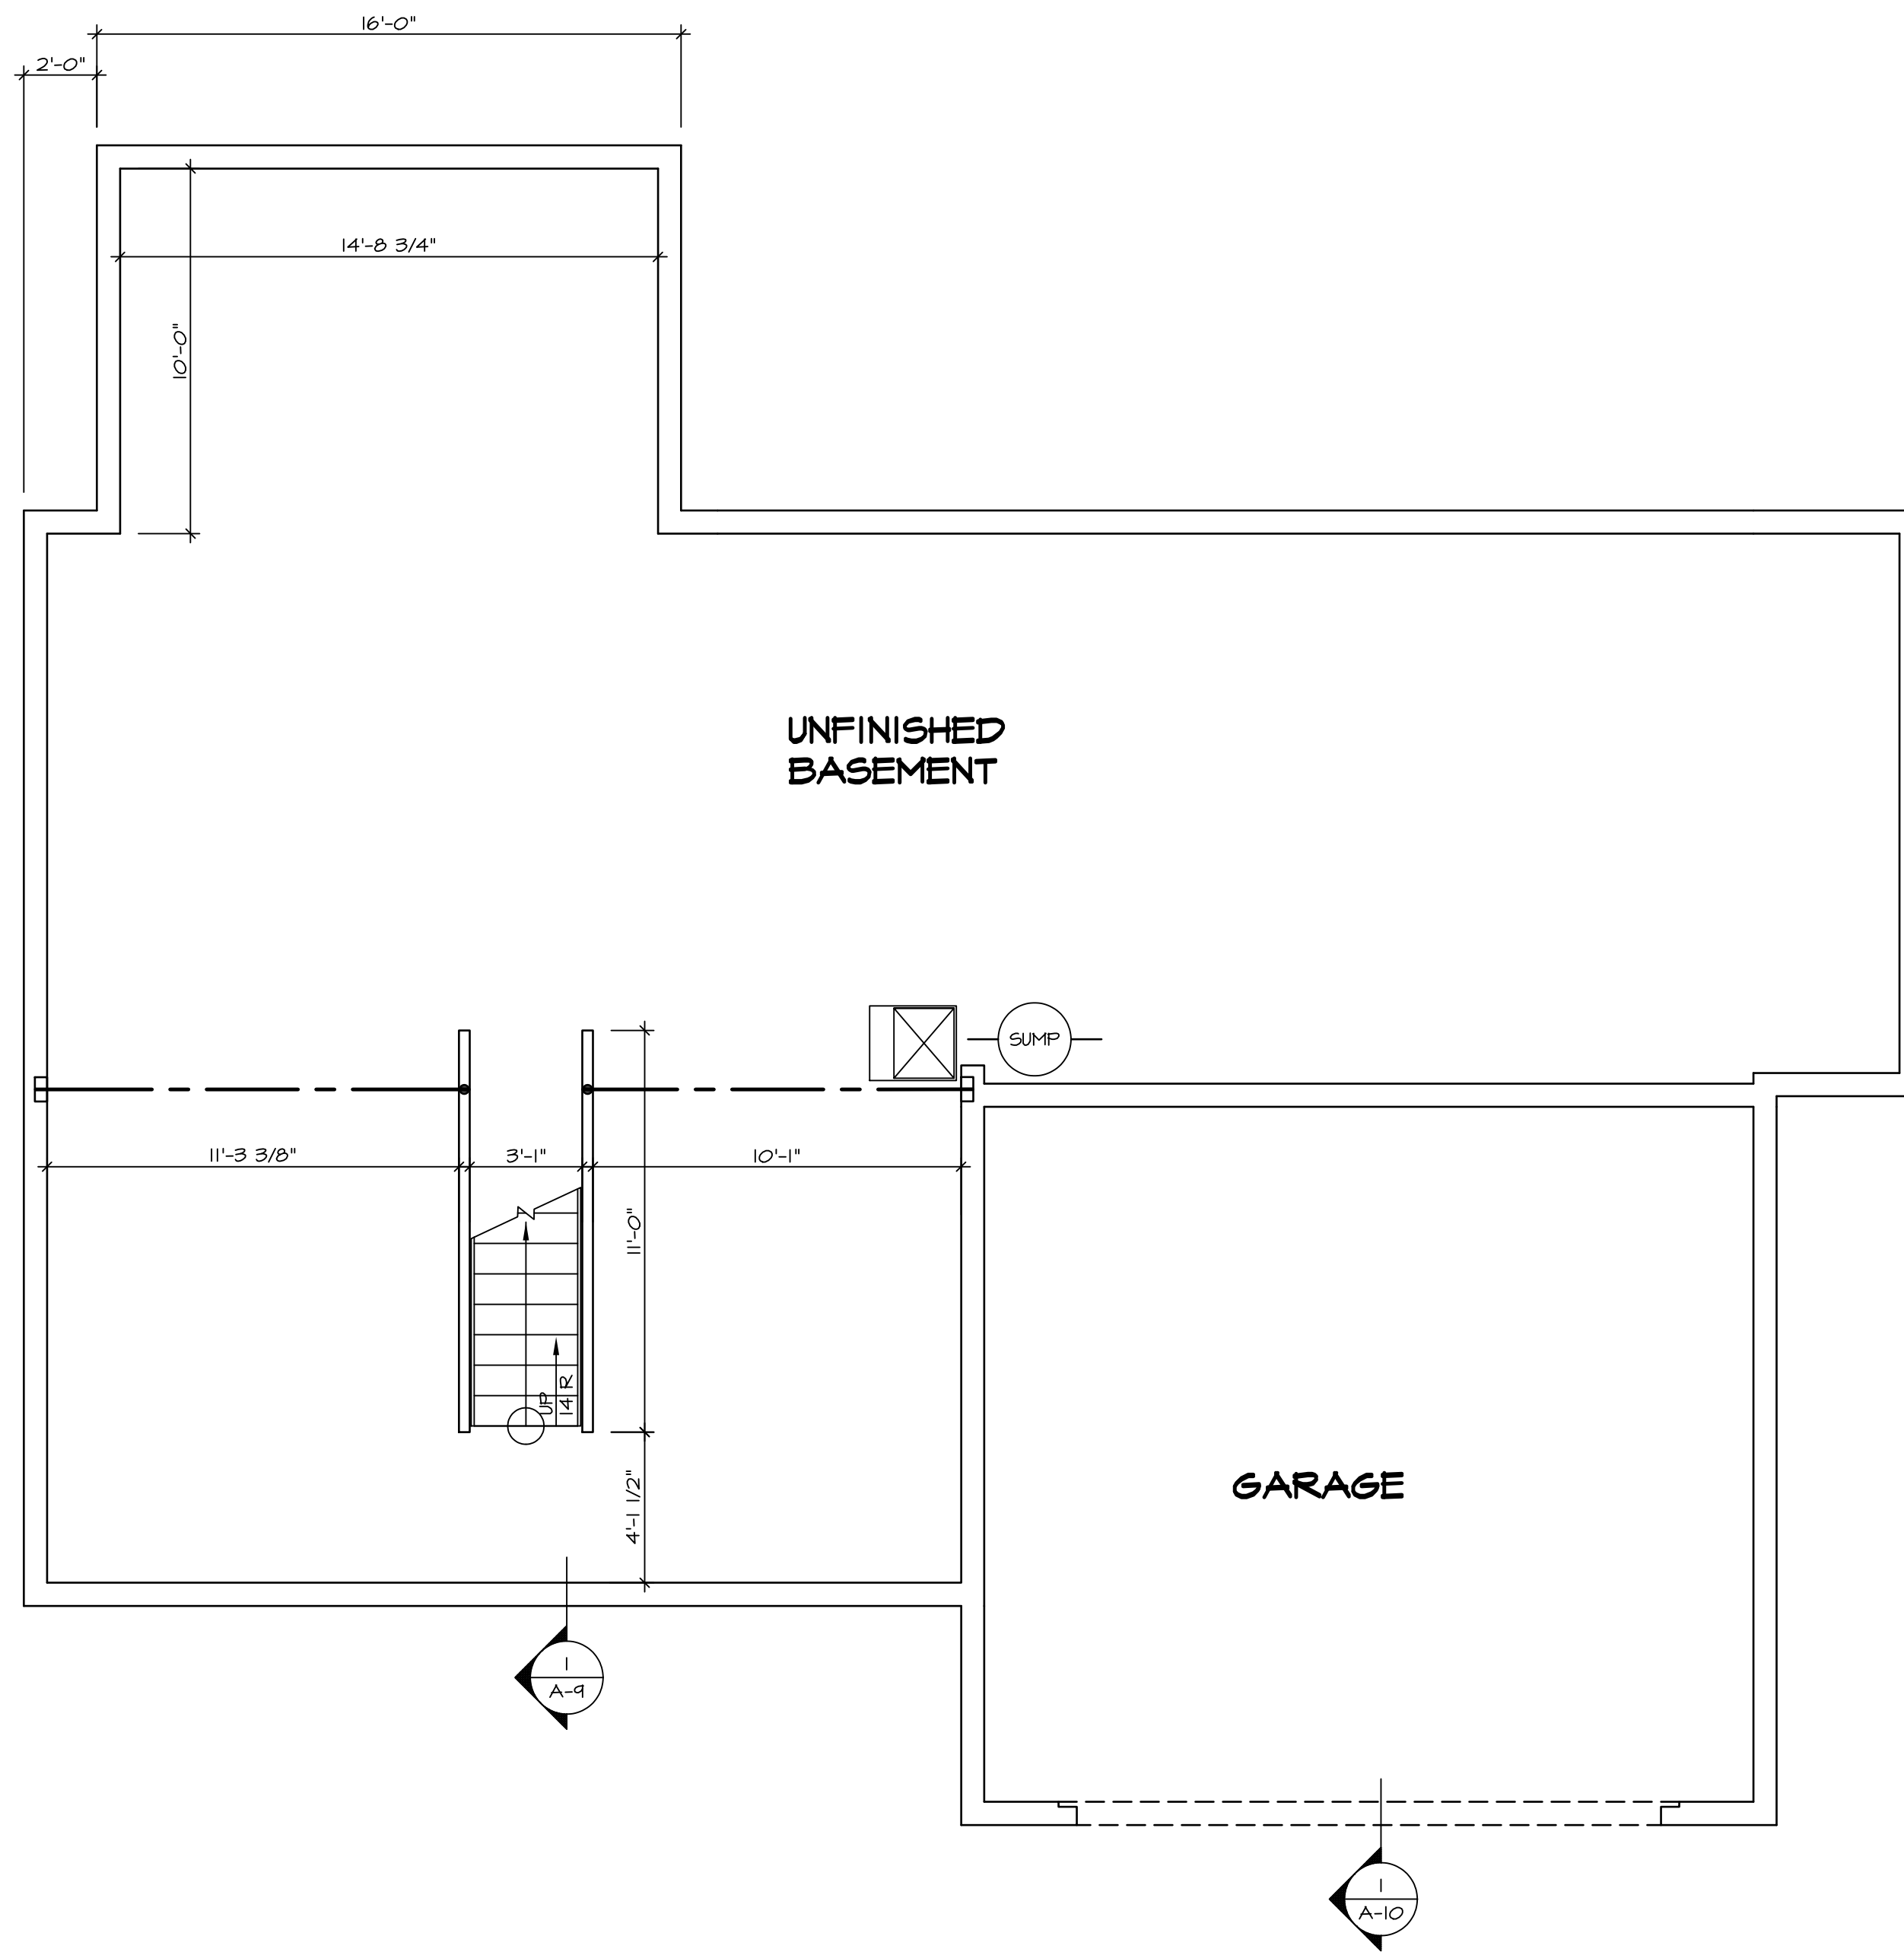 16'-0"
2'-0"
14'-8 3/4"
10'-0"
UNFINISHED
BASEMENT
SUMP
11'-3 3/8"
3'-1"
10'-1"
11'-0"
UP
14 R
4'-1 1/2"
GARAGE
1
A-9
1
A-10